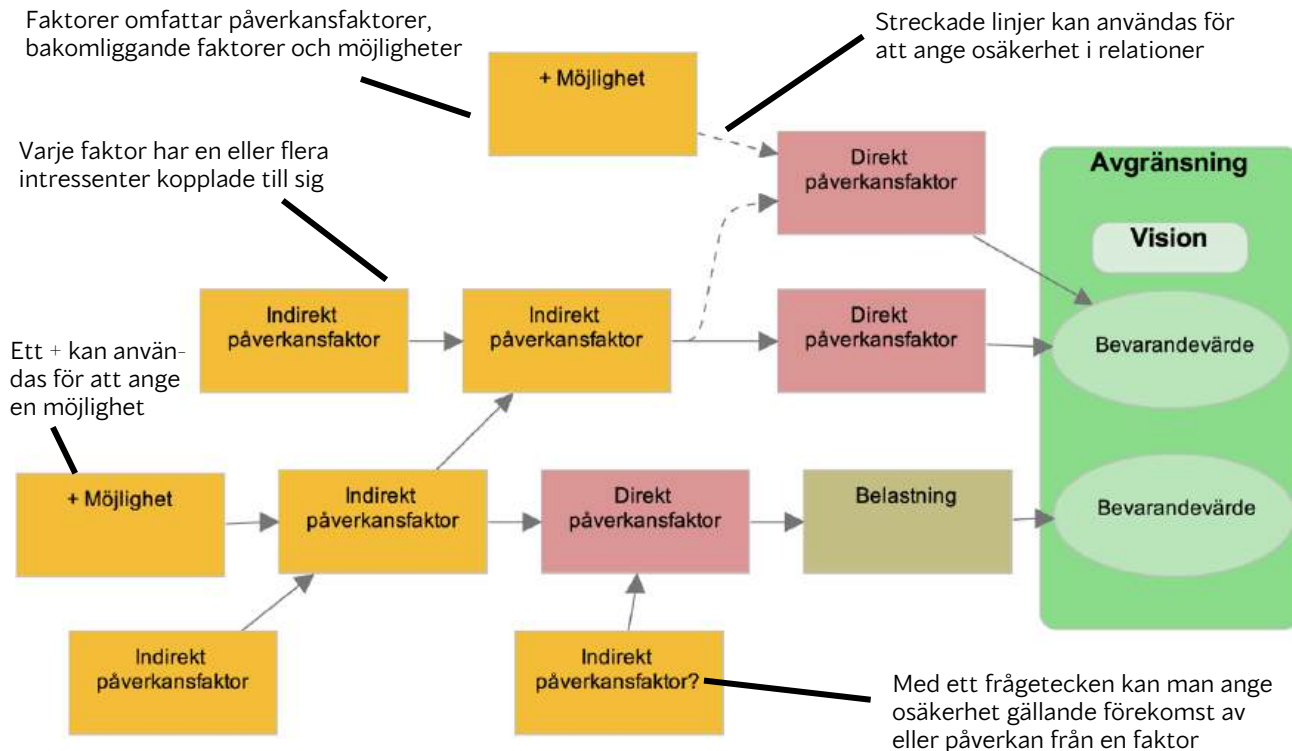 Faktorer omfattar påverkansfaktorer,
bakomliggande faktorer och möjligheter
Streckade linjer kan användas för
att ange osäkerhet i relationer
+ Möjlighet
Varje faktor har en eller flera
intressenter kopplade till sig
Direkt
påverkansfaktor
Avgränsning
Vision
Indirekt
påverkansfaktor
Indirekt
påverkansfaktor
Direkt
påverkansfaktor
Bevarandevärde
Ett + kan använ-
das för att ange
en möjlighet
+ Möjlighet
Indirekt
påverkansfaktor
Direkt
påverkansfaktor
Belastning
Bevarandevärde
Indirekt
påverkansfaktor
Indirekt
påverkansfaktor?
Med ett frågetecken kan man ange
osäkerhet gällande förekomst av
eller påverkan från en faktor